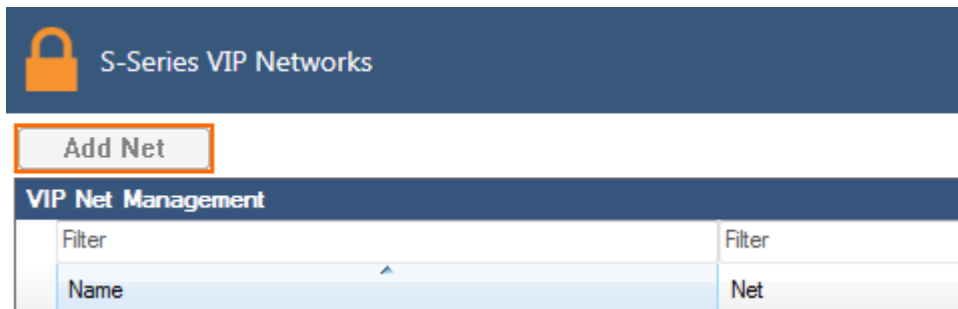 S-Series VIP Networks
Add Net
VIP Net Management
Filter Filter
Name Net